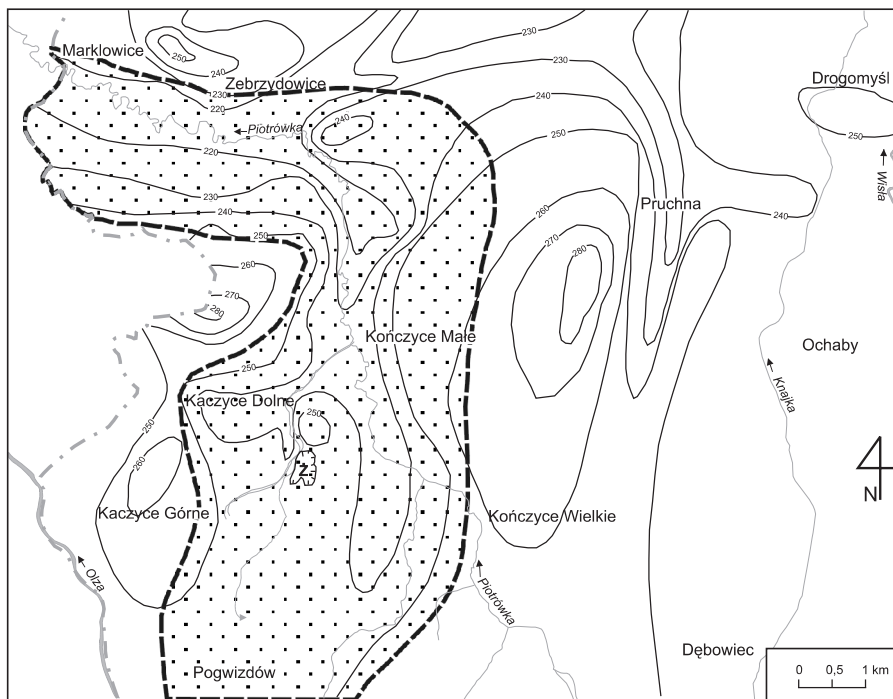 Marklowice
250
240
230
220
Zebrzydowice
230
230
240
250
Drogomyśl
250
Wisła
Piotrówka
240
220
230
240
250
260
270
280
260
270
280
Pruchna
240
Kończyce Małe
Ochaby
Knajka
250
Kaczyce Dolne
250
250
260
Z
Kaczyce Górne
Kończyce Wielkie
N
Olza
Piotrówka
Pogwizdów
Dębowiec
0 0,5 1 km